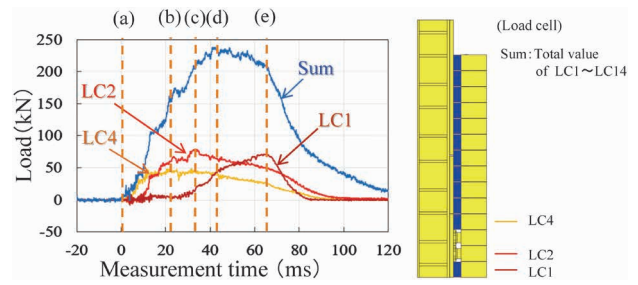 (a) (b) (c) (d) (e)
250
200
150
100
50
0
-50
Load(kN)
Sum
LC2
LC1
LC4
-20 0 20 40 60 80 100 120
Measurement time (ms)
(Load cell)
Sum:Total value
of LC1~LC14
LC4
LC2
LC1